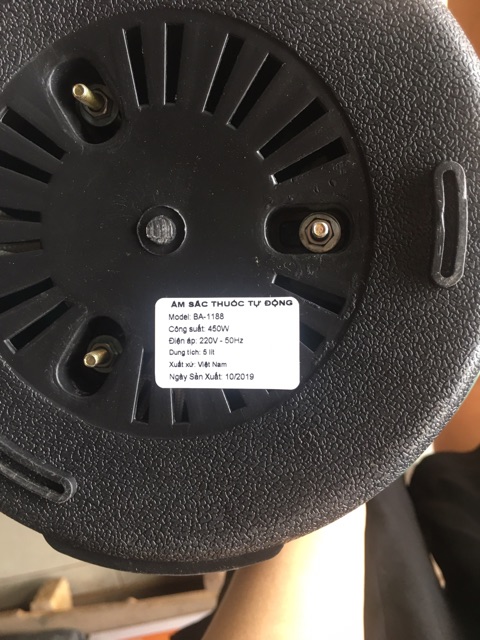 ẤM SẮC THUỐC TỰ ĐỘNG
Model: BA-1188
Công suất: 450W
Điện áp: 220V - 50Hz
Dung tích: 5 lít
Xuất xứ: Việt Nam
Ngày Sản Xuất: 10/2019